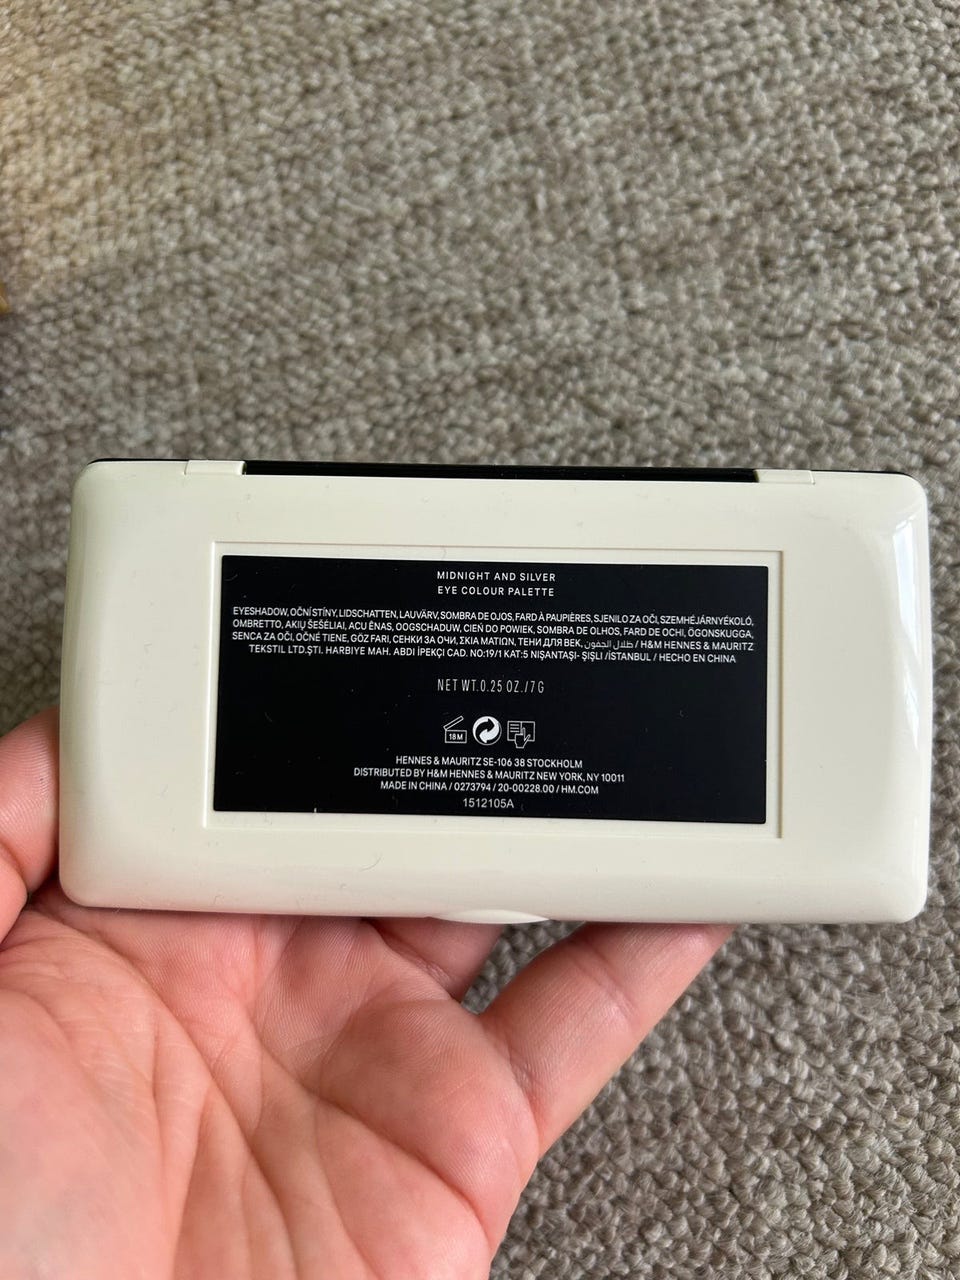 MIDNIGHT AND SILVER
EYE COLOUR PALETTE
EYESHADOW, OČNÍ STÍNY, LIDSCHATTEN, LAUVÄRV, SOMBRA DE OJOS, FARD À PAUPIÈRES, SJENILO ZA OČI, SZEMHÉJÁRNYÉKOLÓ,
OMBRETTO, AKIŲ ŠEŠĖLIAI, ACU ĒNAS, OOGSCHADUW, CIEŃ DO POWIEK, SOMBRA DE OLHOS, FARD DE OCHI, ÖGONSKUGGA,
SENCA ZA OČI, OČNÉ TIENE, GÖZ FARI, СЕНКИ ЗА ОЧИ, ΣΚΙΑ ΜΑΤΙΩΝ, ТЕНИ ДЛЯ ВЕК, ظلال الجفون / H&M HENNES & MAURITZ
TEKSTIL LTD.ŞTI. HARBIYE MAH. ABDI İPEKÇI CAD. NO:19/1 KAT:5 NIŞANTAŞI- ŞIŞLI /İSTANBUL / HECHO EN CHINA
NET WT. 0.25 OZ./7 G
18M
HENNES & MAURITZ SE-106 38 STOCKHOLM
DISTRIBUTED BY H&M HENNES & MAURITZ NEW YORK, NY 10011
MADE IN CHINA / 0273794 / 20-00228.00 / HM.COM
1512105A